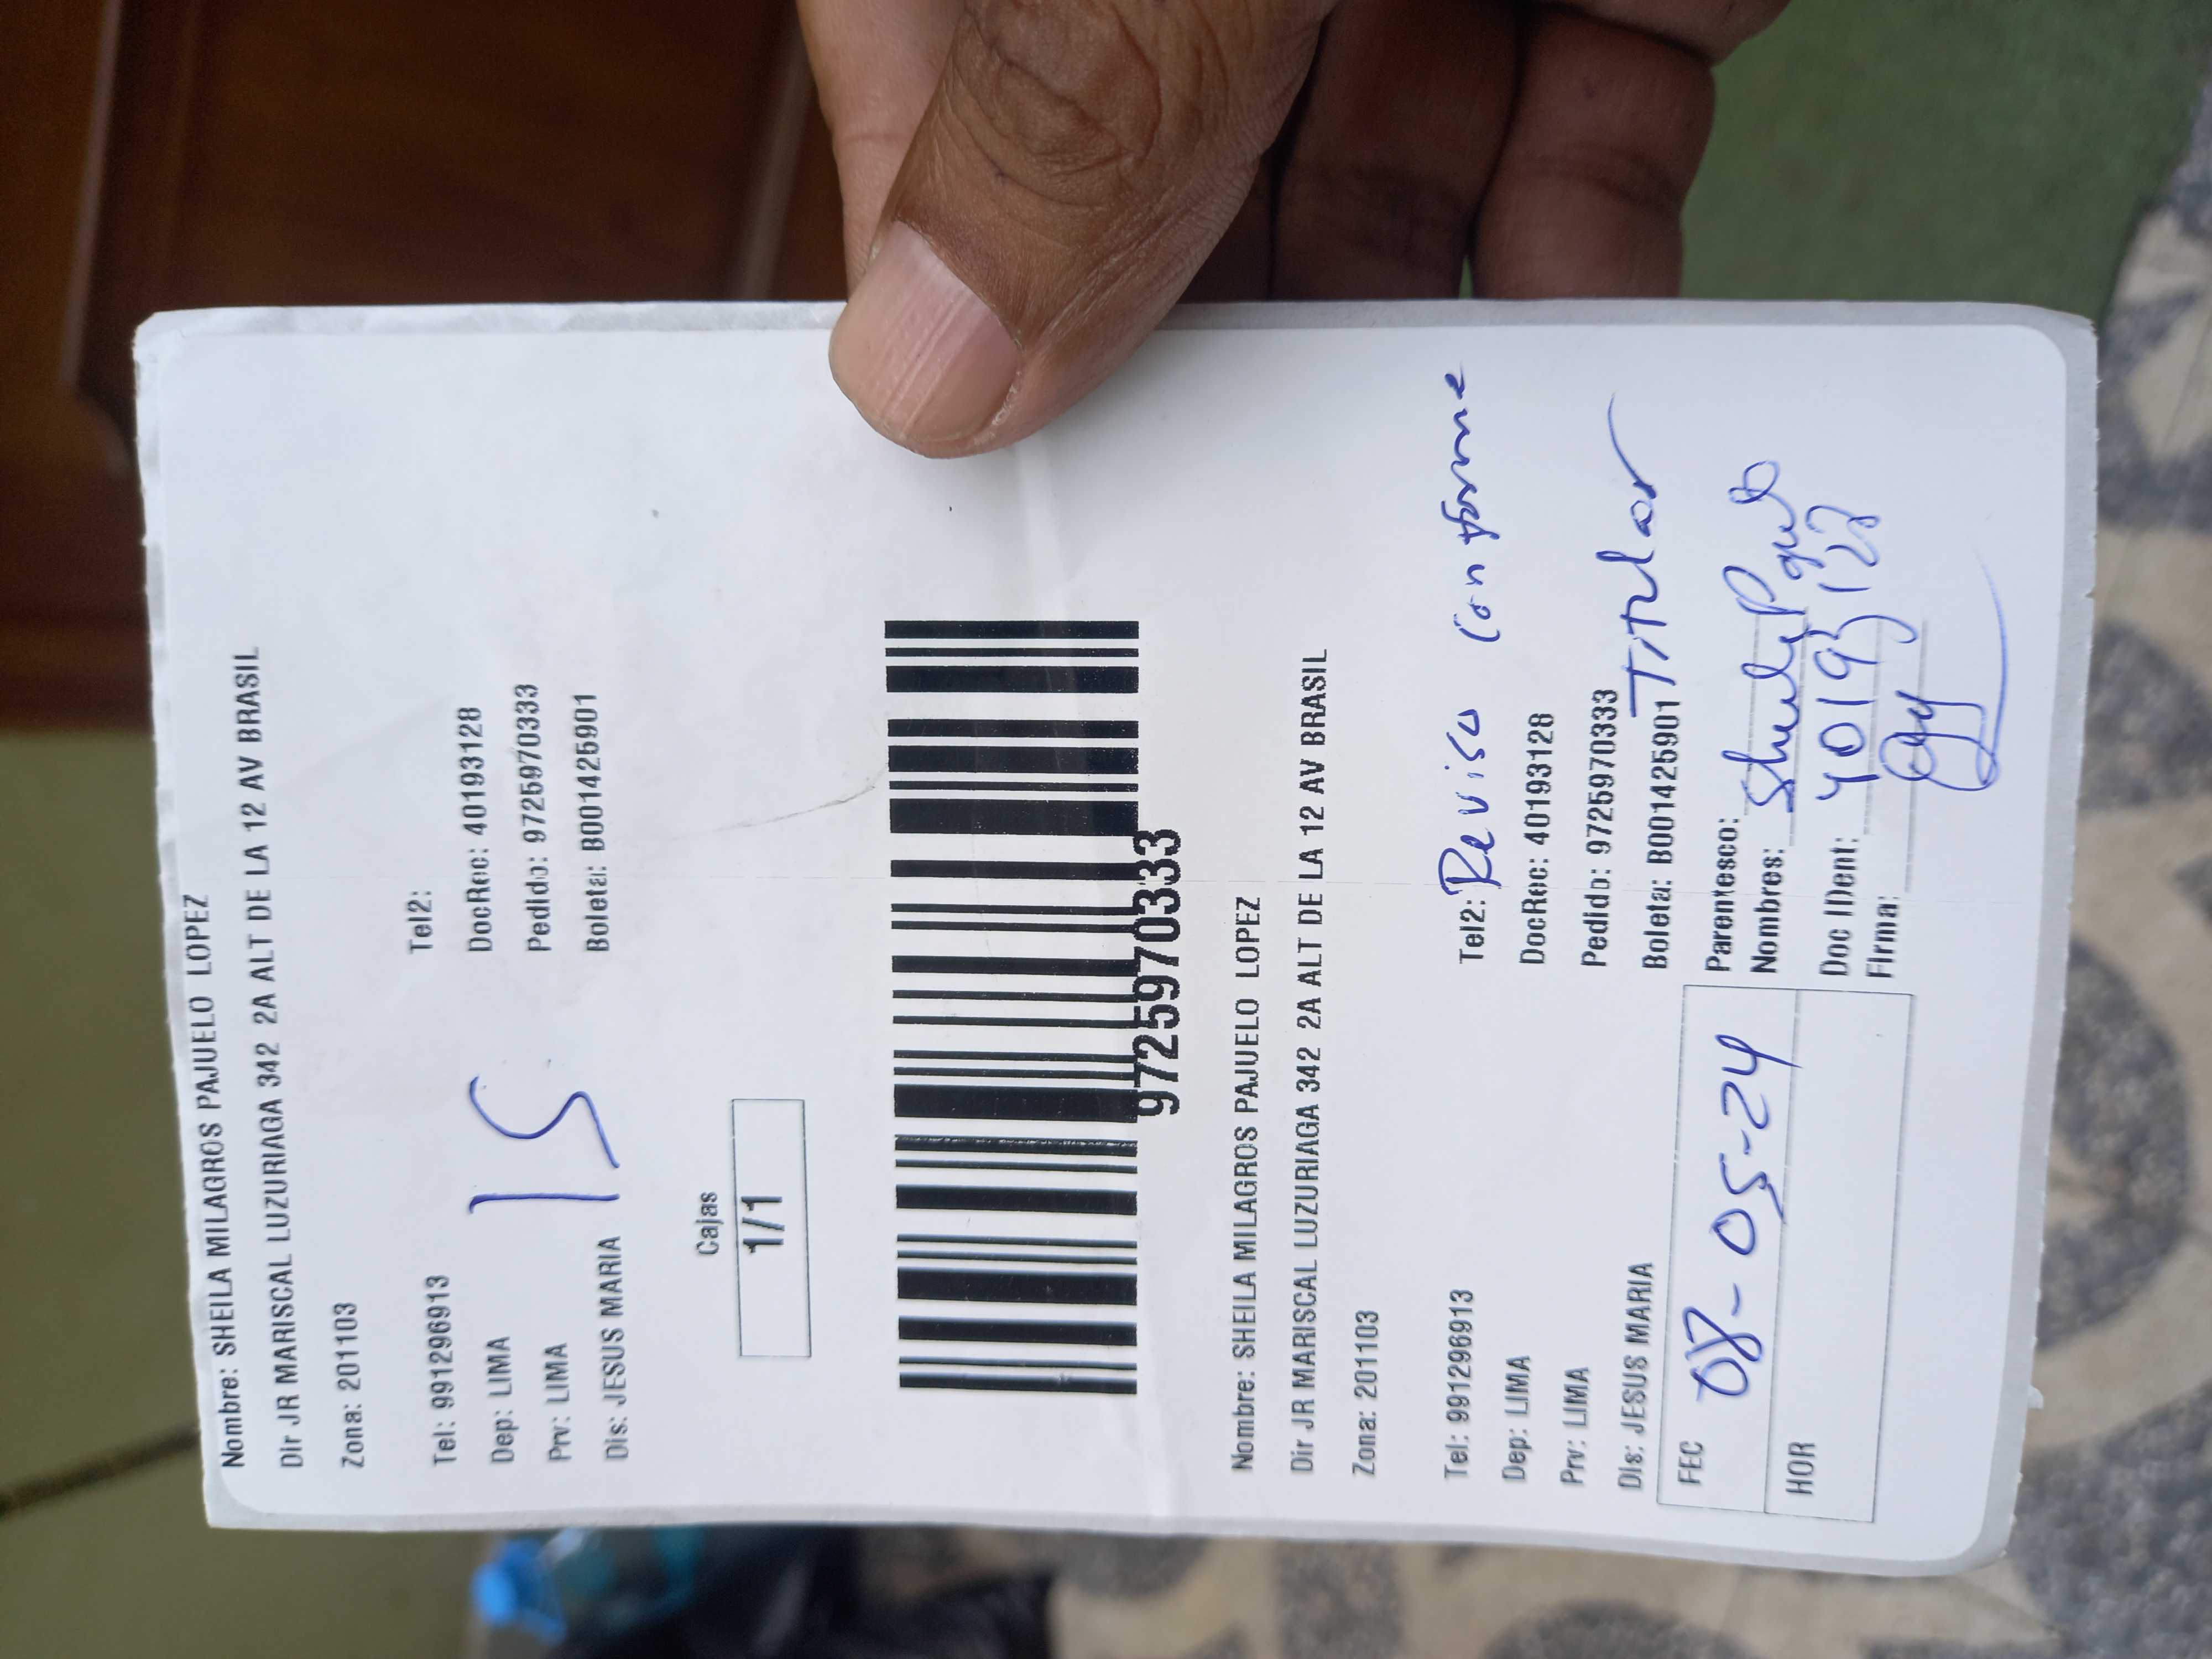 Nombre: SHEILA MILAGROS PAJUELO LOPEZ
Dir JR MARISCAL LUZURIAGA 342 2A ALT DE LA 12 AV BRASIL
Zona: 201103
Tel: 991296913 Tel2:
Dep: LIMA DocRec: 40193128
Prv: LIMA Pedido: 9725970333
Dis: JESUS MARIA Boleta: B001425901
15
Cajas
1/1
9725970333
Nombre: SHEILA MILAGROS PAJUELO LOPEZ
Dir JR MARISCAL LUZURIAGA 342 2A ALT DE LA 12 AV BRASIL
Zona: 201103
Tel: 991296913 Tel2: Reviso Conforme
Dep: LIMA DocRec: 40193128
Prv: LIMA Pedido: 9725970333
Dis: JESUS MARIA Boleta: B001425901
FEC 08-05-24 Parentesco: Titular
HOR Nombres:
Doc IDent: 40193128
Firma: